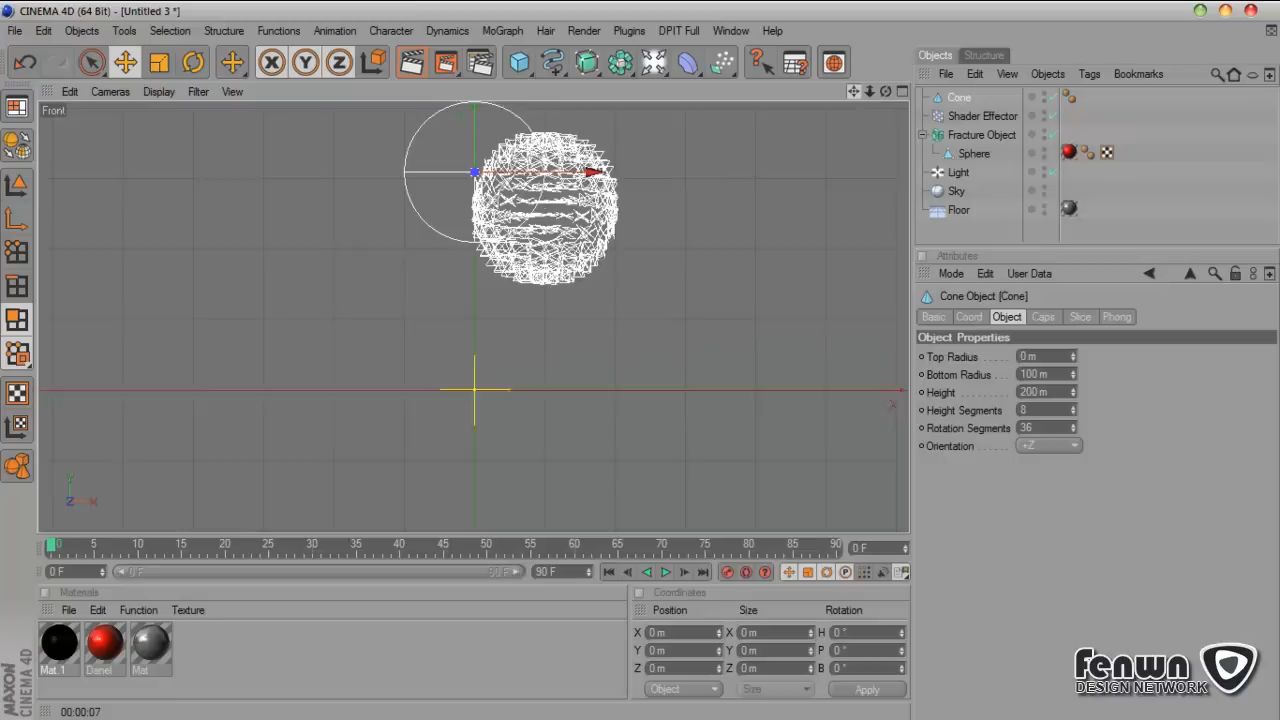 CINEMA 4D (64 Bit) - [Untitled 3 *]
File Edit Objects Tools Selection Structure Functions Animation Character Dynamics MoGraph Hair Render Plugins DPIT Full Window Help
Objects Structure
File Edit View Objects Tags Bookmarks
Edit Cameras Display Filter View
Front
Cone
Shader Effector
Fracture Object
Sphere
Light
Sky
Floor
Attributes
Mode Edit User Data
Cone Object [Cone]
Basic Coord Object Caps Slice Phong
Object Properties
Top Radius 0 m
Bottom Radius 100 m
Height 200 m
Height Segments 8
Rotation Segments 36
Orientation +Z
X
Y
Z X
0 5 10 15 20 25 30 35 40 45 50 55 60 65 70 75 80 85 90 0 F
0 F 0 F 90 F 90 F
Materials
File Edit Function Texture
Mat.1 Danel Mat
Coordinates
Position Size Rotation
X 0 m X 0 m H 0 °
Y 0 m Y 0 m P 0 °
Z 0 m Z 0 m B 0 °
Object Size Apply
MAXON CINEMA 4D
00:00:07
fenwn
DESIGN NETWORK